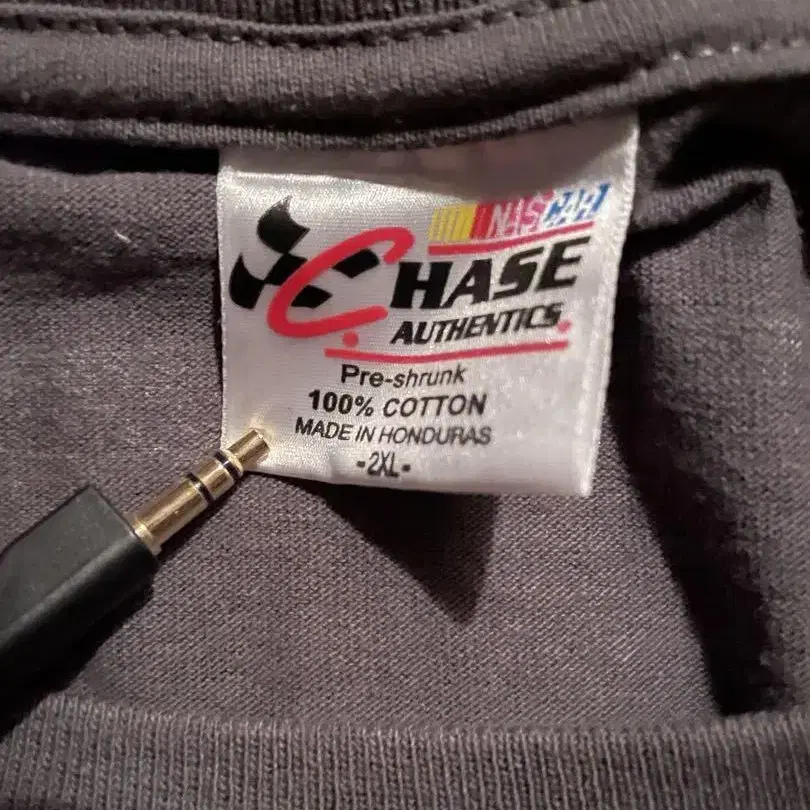 NASCAR
CHASE
AUTHENTICS
Pre-shrunk
100% COTTON
MADE IN HONDURAS
-2XL-